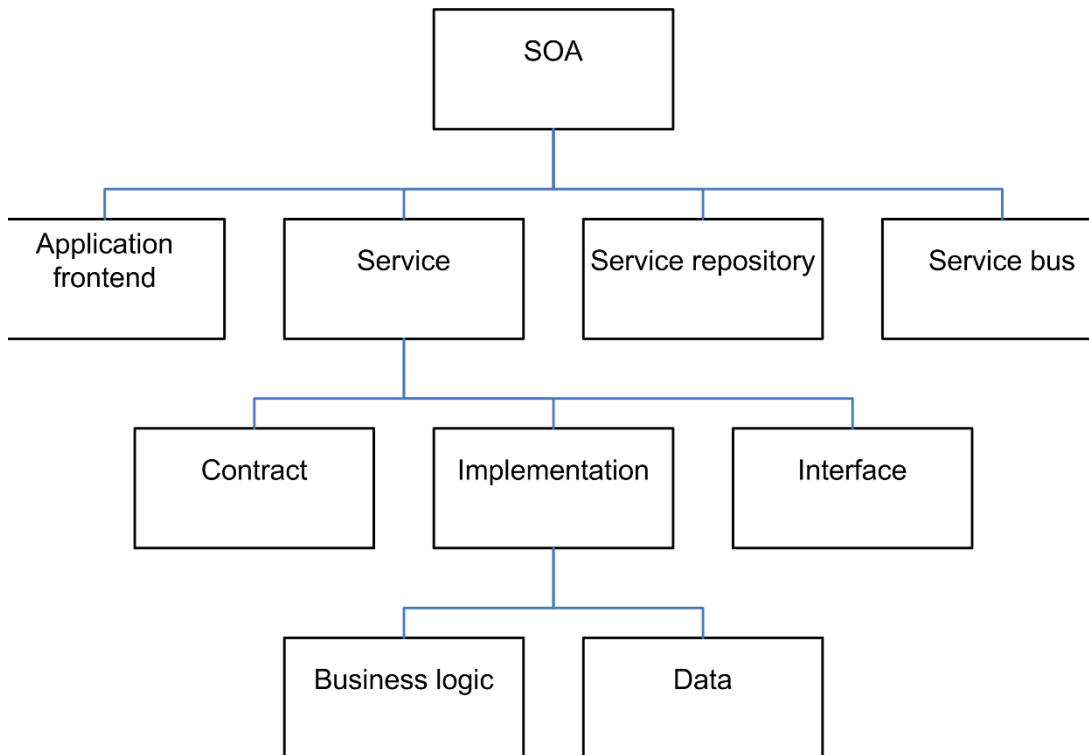 SOA
Application
frontend
Service
Service repository
Service bus
Contract
Implementation
Interface
Business logic
Data